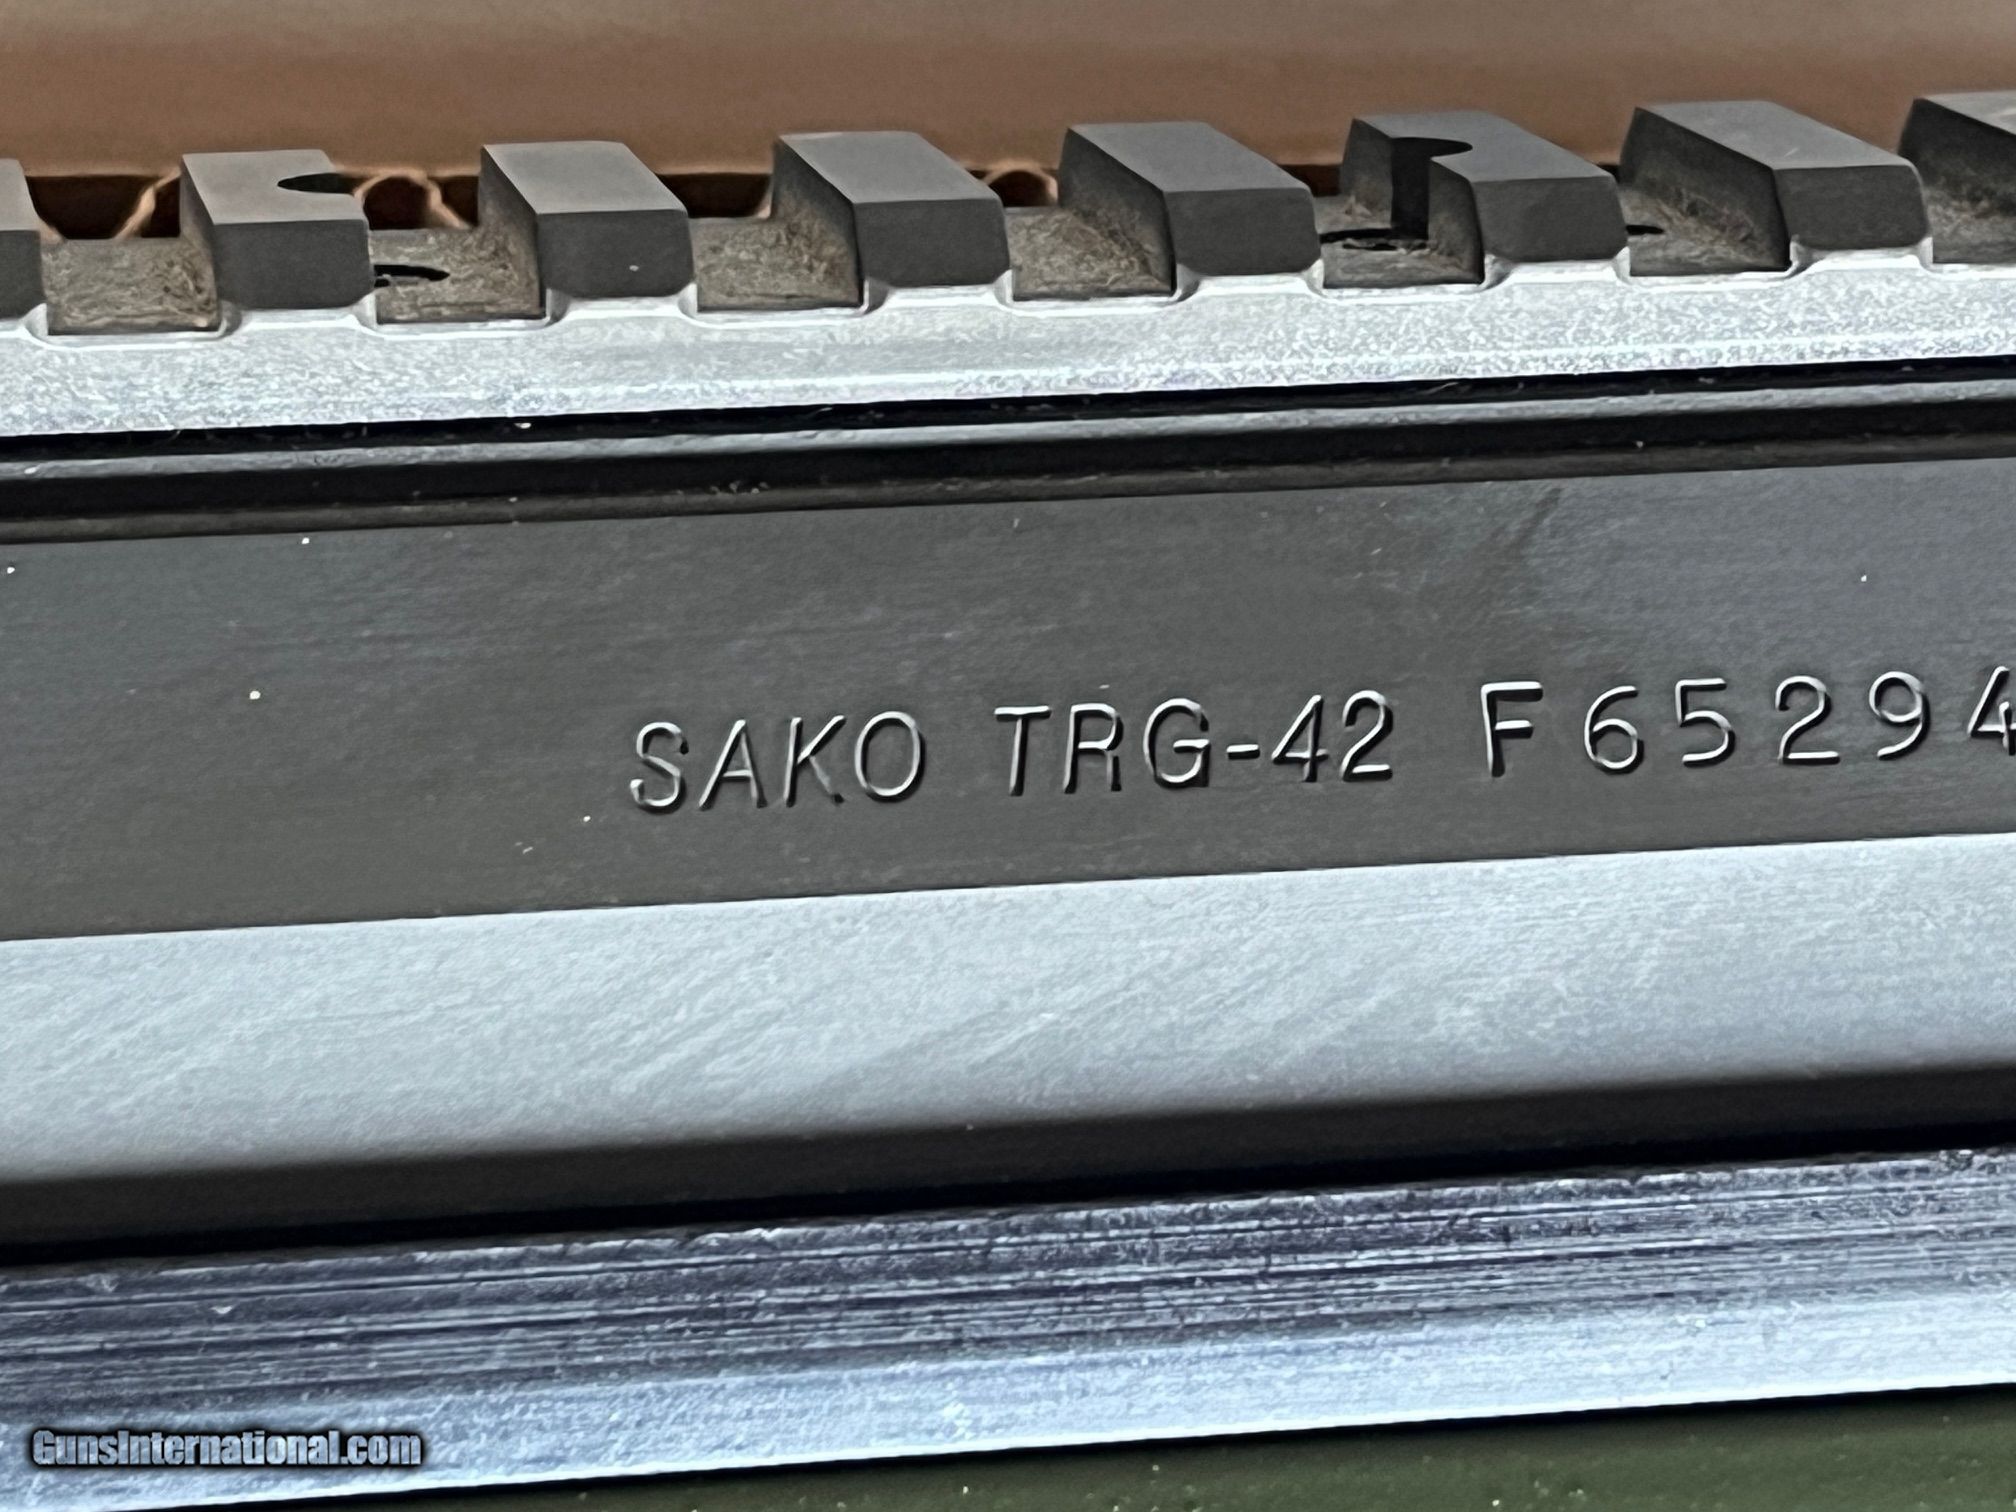 SAKO TRG-42 F65294
GunsInternational.com